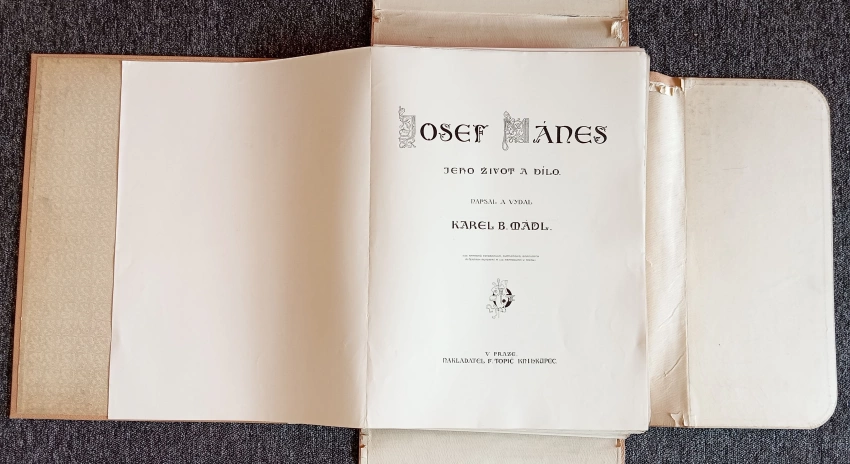 JOSEF MÁNES
JEHO ŽIVOT A DÍLO.
NAPSAL A VYDAL
KAREL B. MÁDL.
V PRAZE.
NAKLADATEL F. TOPIČ KNIHKUPEC.